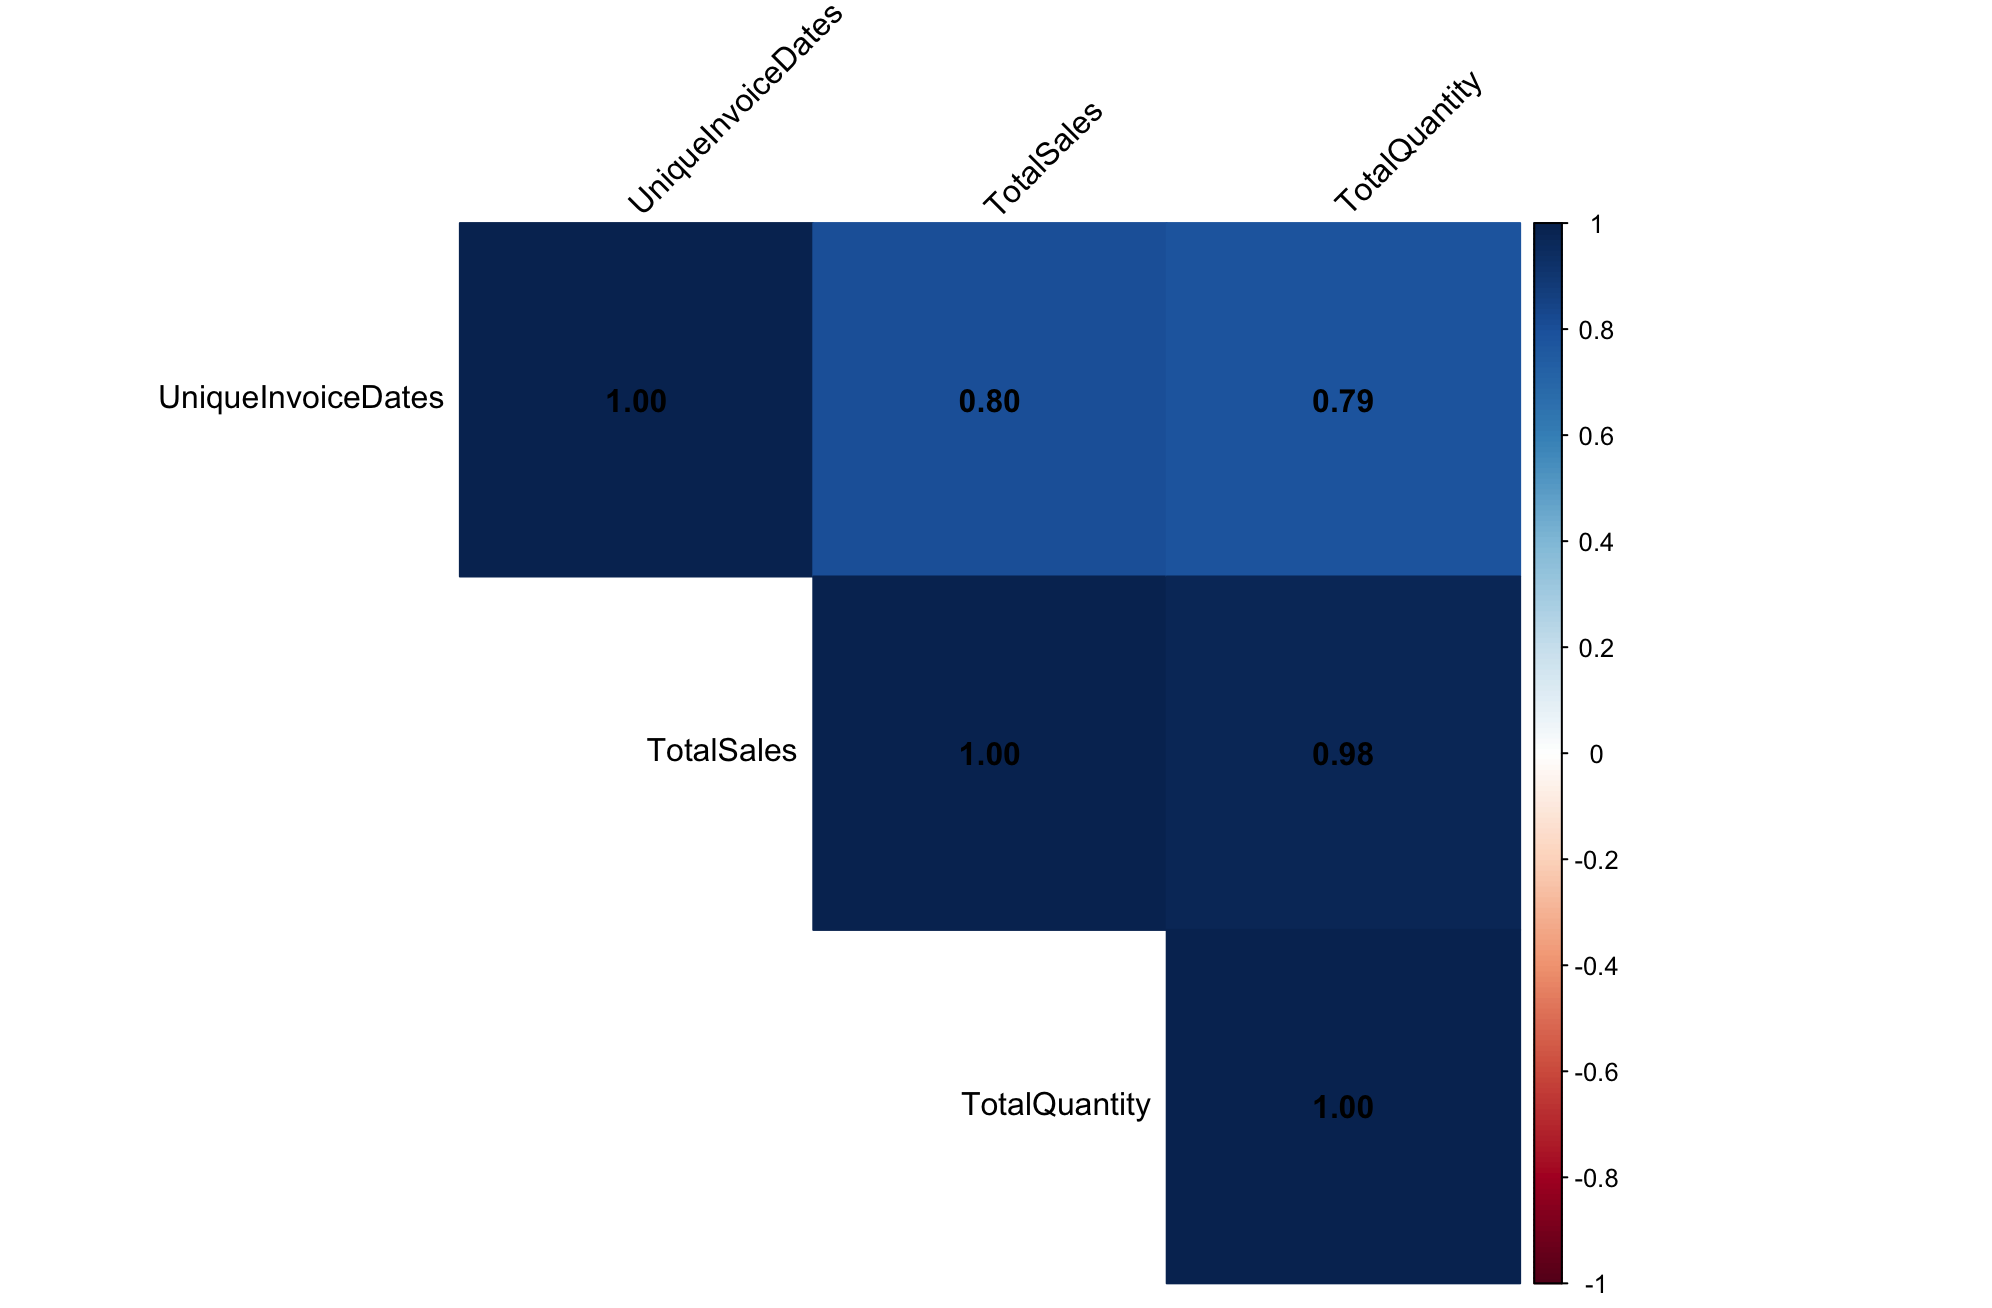 UniqueInvoiceDates
TotalSales
TotalQuantity
UniqueInvoiceDates
1.00
0.80
0.79
TotalSales
1.00
0.98
TotalQuantity
1.00
1
0.8
0.6
0.4
0.2
0
-0.2
-0.4
-0.6
-0.8
-1